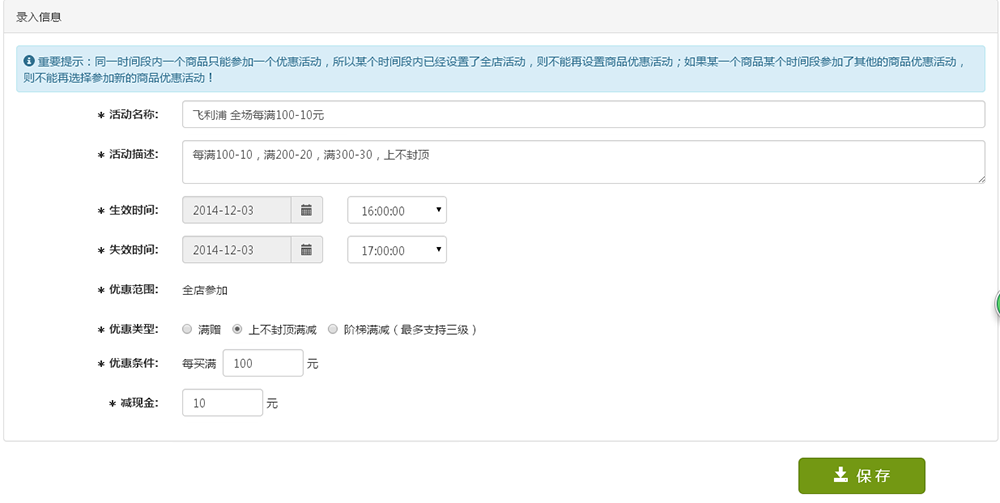 录入信息
重要提示：同一时间段内一个商品只能参加一个优惠活动，所以某个时间段内已经设置了全店活动，则不能再设置商品优惠活动；如果某一个商品某个时间段参加了其他的商品优惠活动，
则不能再选择参加新的商品优惠活动！
* 活动名称： 飞利浦 全场每满100-10元
* 活动描述： 每满100-10，满200-20，满300-30，上不封顶
* 生效时间： 2014-12-03 16:00:00
* 失效时间： 2014-12-03 17:00:00
* 优惠范围： 全店参加
* 优惠类型： 满赠 上不封顶满减 阶梯满减（最多支持三级）
* 优惠条件： 每买满 100 元
* 减现金： 10 元
保存